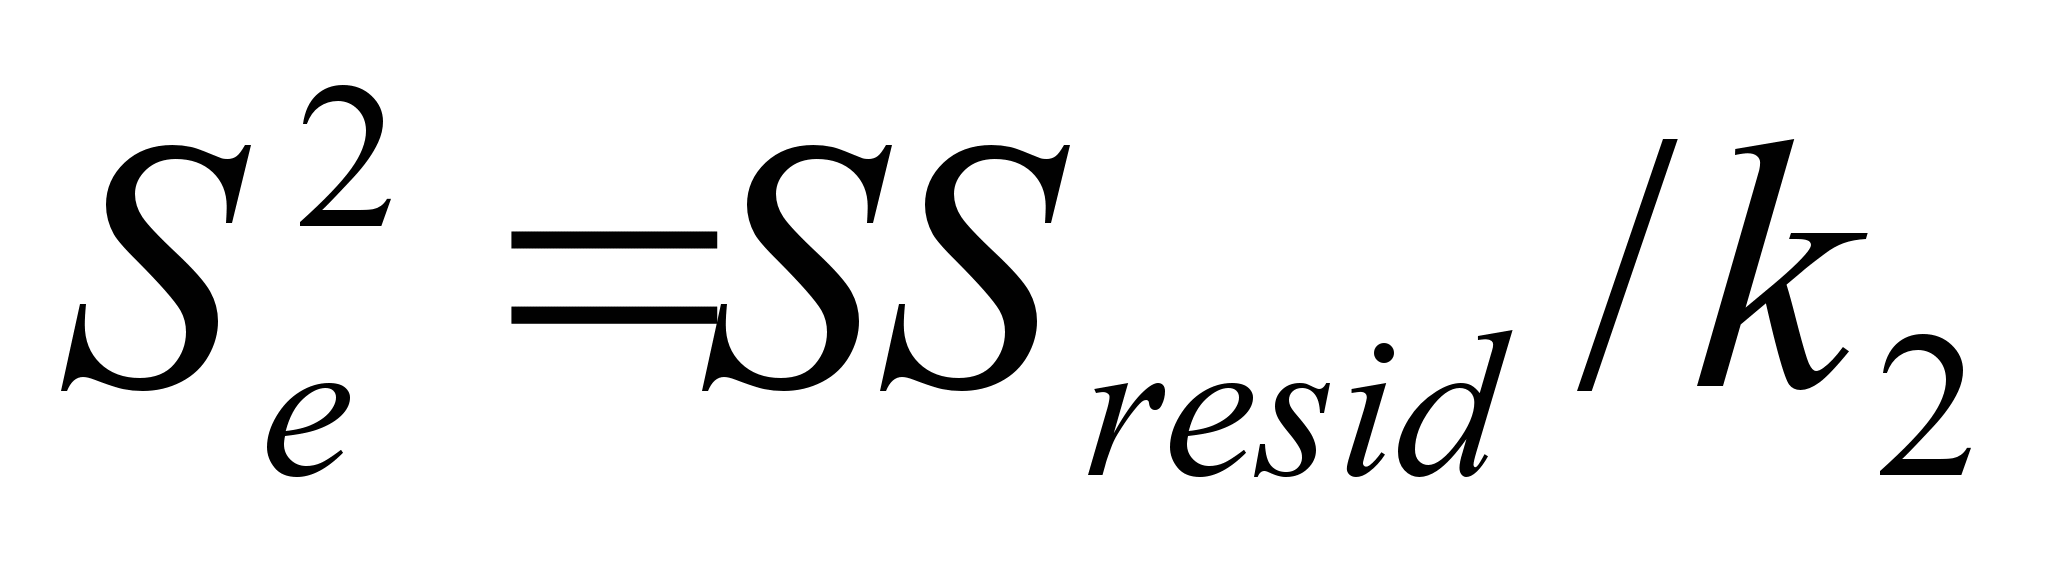 S_e^2 = SS_resid / k_2